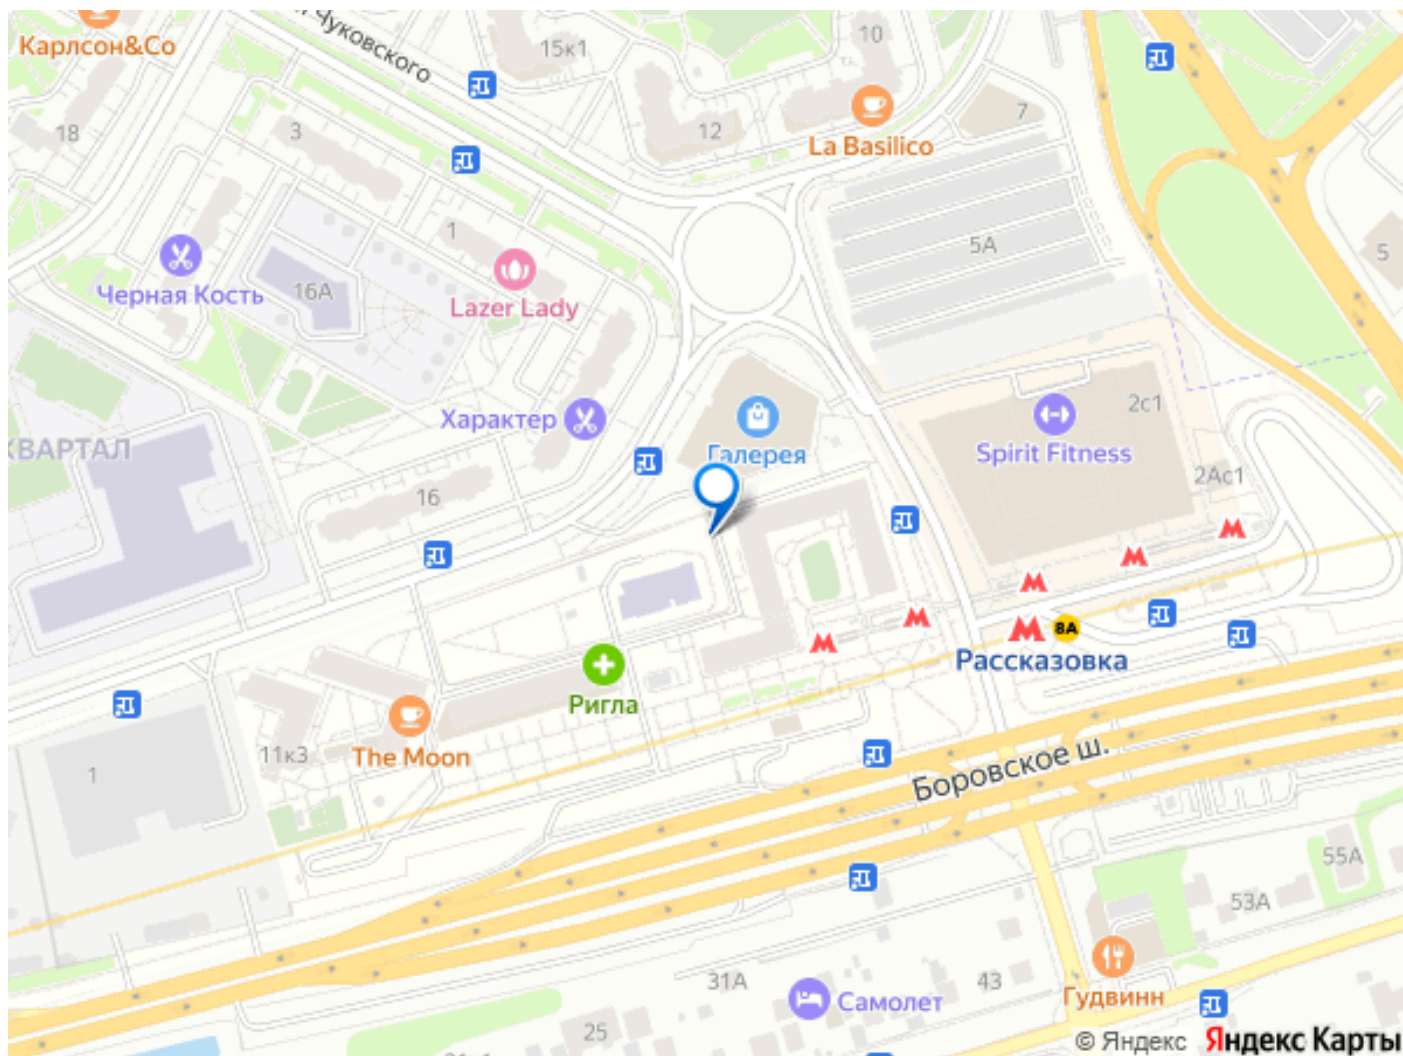 Карлсон&Co
Чуковского
15к1
10
7
18
3
12
La Basilico
5А
5
1
16А
Черная Кость
Lazer Lady
КВАРТАЛ
Характер
16
Галерея
2с1
Spirit Fitness
2Ас1
8А
Рассказовка
Ригла
11к3
The Moon
1
Боровское ш.
55А
53А
31А
43
Самолет
Гудвинн
25
© Яндекс Яндекс Карты